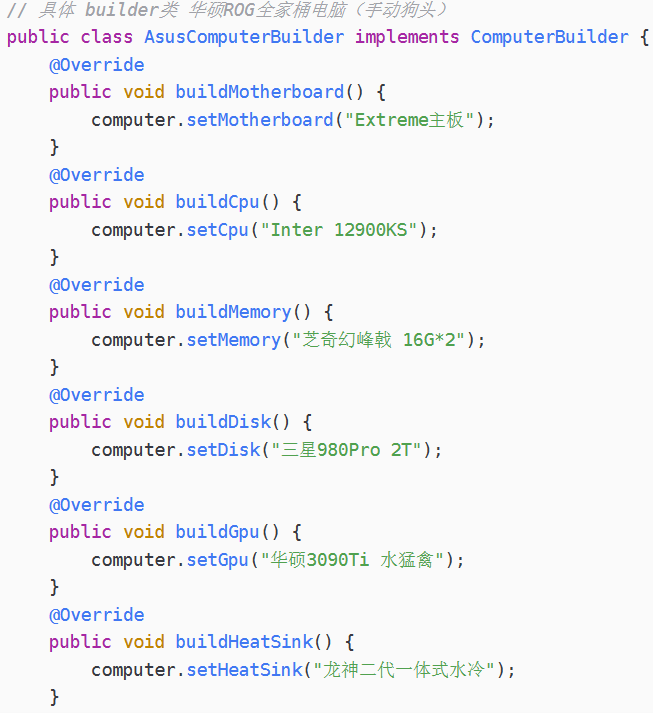 // 具体 builder类 华硕ROG全家桶电脑（手动狗头）
public class AsusComputerBuilder implements ComputerBuilder {
    @Override
    public void buildMotherboard() {
        computer.setMotherboard("Extreme主板");
    }
    @Override
    public void buildCpu() {
        computer.setCpu("Inter 12900KS");
    }
    @Override
    public void buildMemory() {
        computer.setMemory("芝奇幻峰戟 16G*2");
    }
    @Override
    public void buildDisk() {
        computer.setDisk("三星980Pro 2T");
    }
    @Override
    public void buildGpu() {
        computer.setGpu("华硕3090Ti 水猛禽");
    }
    @Override
    public void buildHeatSink() {
        computer.setHeatSink("龙神二代一体式水冷");
    }